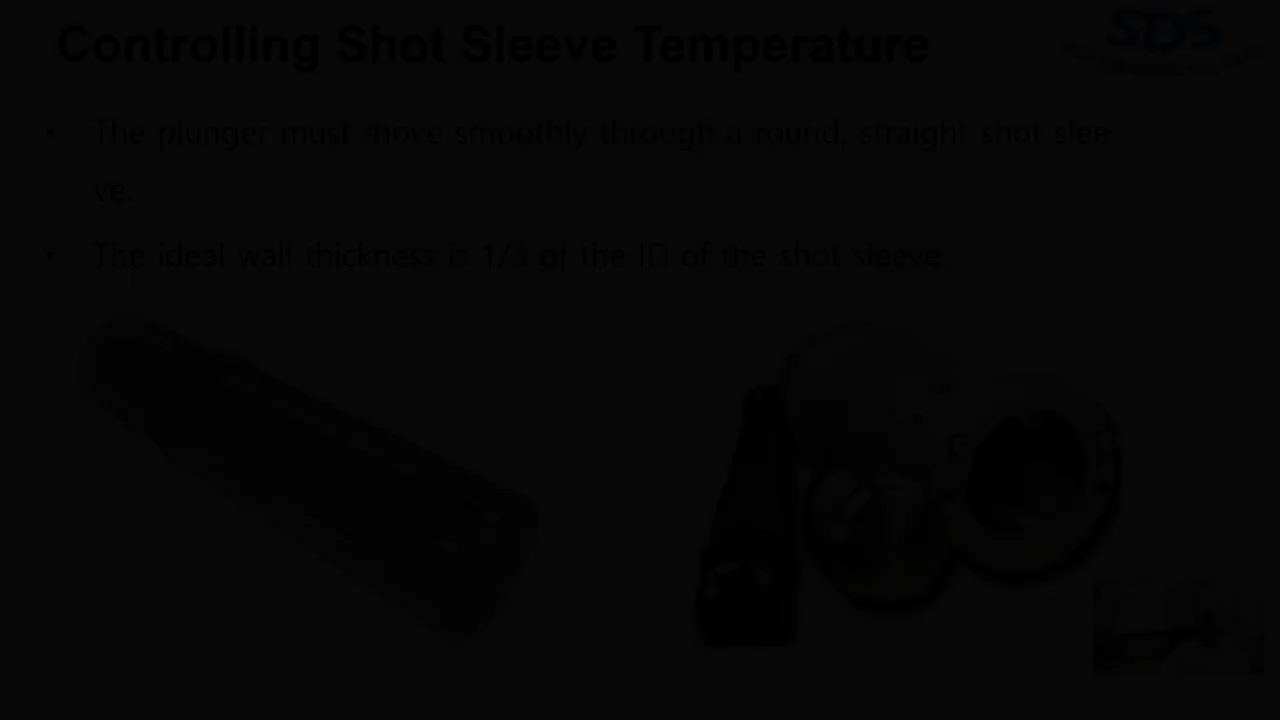 Controlling Shot Sleeve Temperature
SDS
• The plunger must move smoothly through a round, straight shot slee
ve.
• The ideal wall thickness is 1/3 of the ID of the shot sleeve